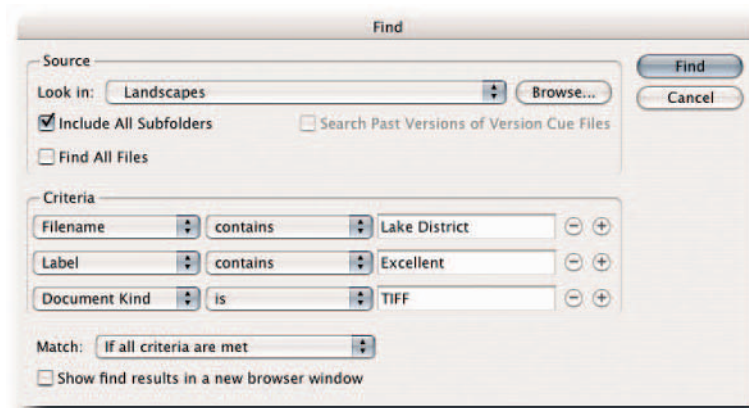 Find
Source
Look in: Landscapes Browse...
Include All Subfolders Search Past Versions of Version Cue Files
Find All Files
Find
Cancel
Criteria
Filename contains Lake District
Label contains Excellent
Document Kind is TIFF
Match: If all criteria are met
Show find results in a new browser window